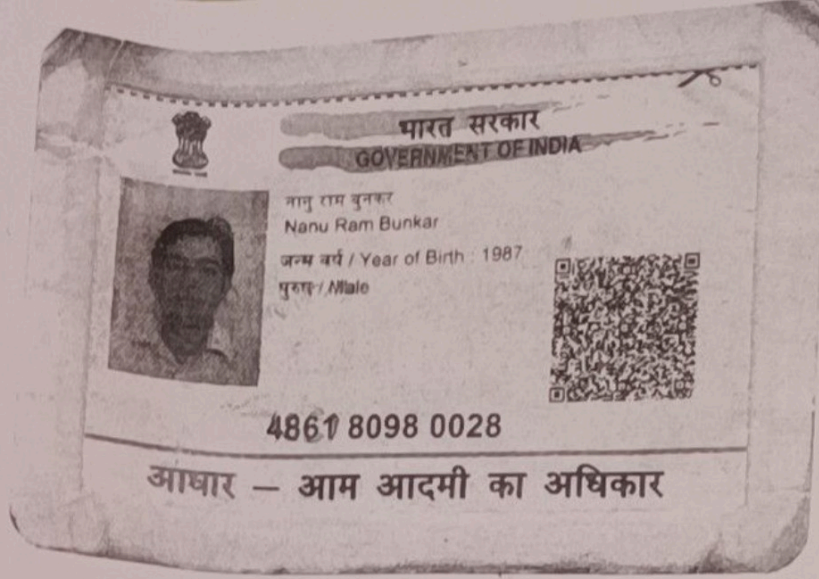 भारत सरकार
GOVERNMENT OF INDIA
नानु राम बुनकर
Nanu Ram Bunkar
जन्म वर्ष / Year of Birth : 1987
पुरुष / Male
4861 8098 0028
आधार – आम आदमी का अधिकार